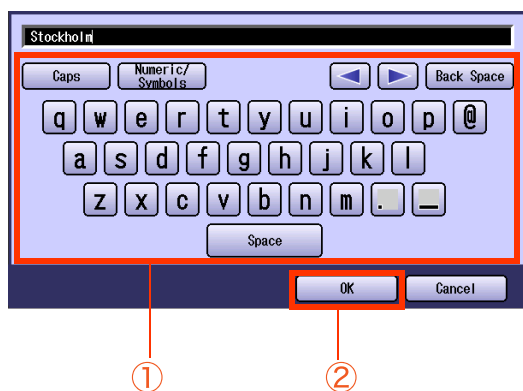 Stockholm
Caps Numeric/ Symbols Back Space
q w e r t y u i o p @
a s d f g h j k l
z x c v b n m . _
Space
OK Cancel
① ②